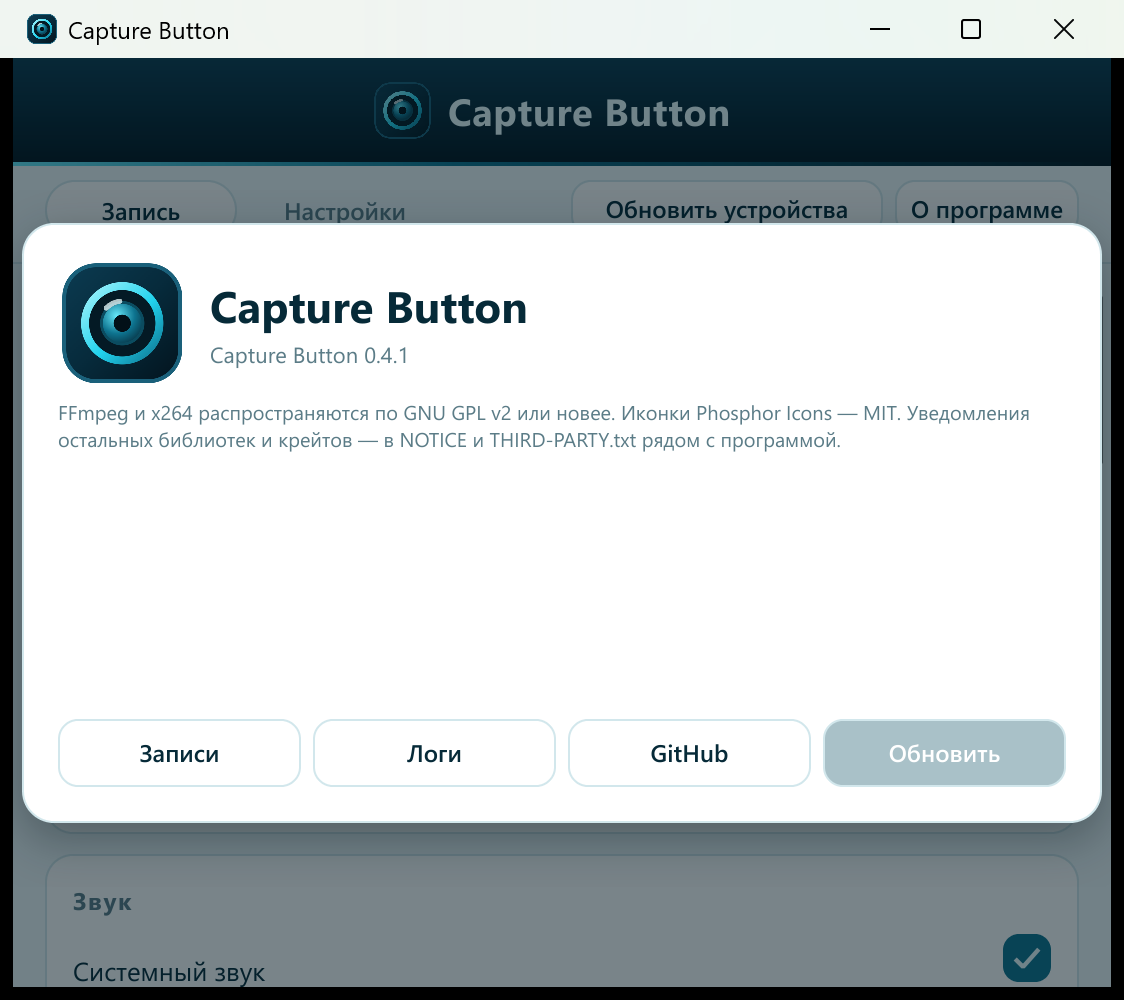 Capture Button
Capture Button
Запись
Настройки
Обновить устройства
О программе
Capture Button
Capture Button 0.4.1
FFmpeg и x264 распространяются по GNU GPL v2 или новее. Иконки Phosphor Icons — MIT. Уведомления
остальных библиотек и крейтов — в NOTICE и THIRD-PARTY.txt рядом с программой.
Записи
Логи
GitHub
Обновить
Звук
Системный звук